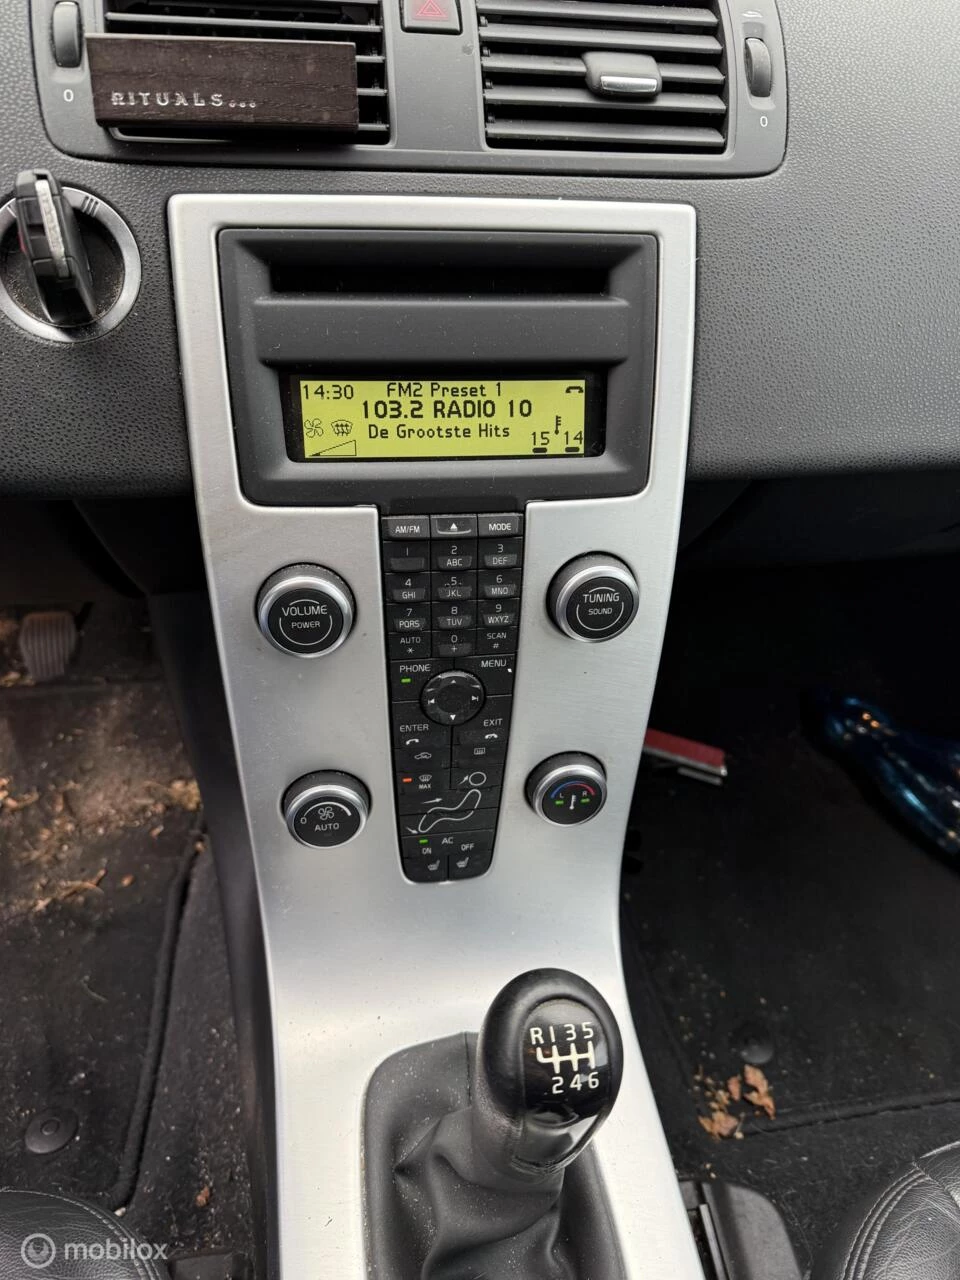 RITUALS...
0
0
14:30 FM2 Preset 1
103.2 RADIO 10
De Grootste Hits
15 14
AM/FM MODE
1 2 ABC 3 DEF
4 GHI 5 JKL 6 MNO
7 PQRS 8 TUV 9 WXYZ
AUTO * 0 + SCAN #
VOLUME
POWER
TUNING
SOUND
PHONE MENU
ENTER EXIT
MAX
0 AUTO
L R
AC
ON OFF
R 1 3 5
2 4 6
mobilox